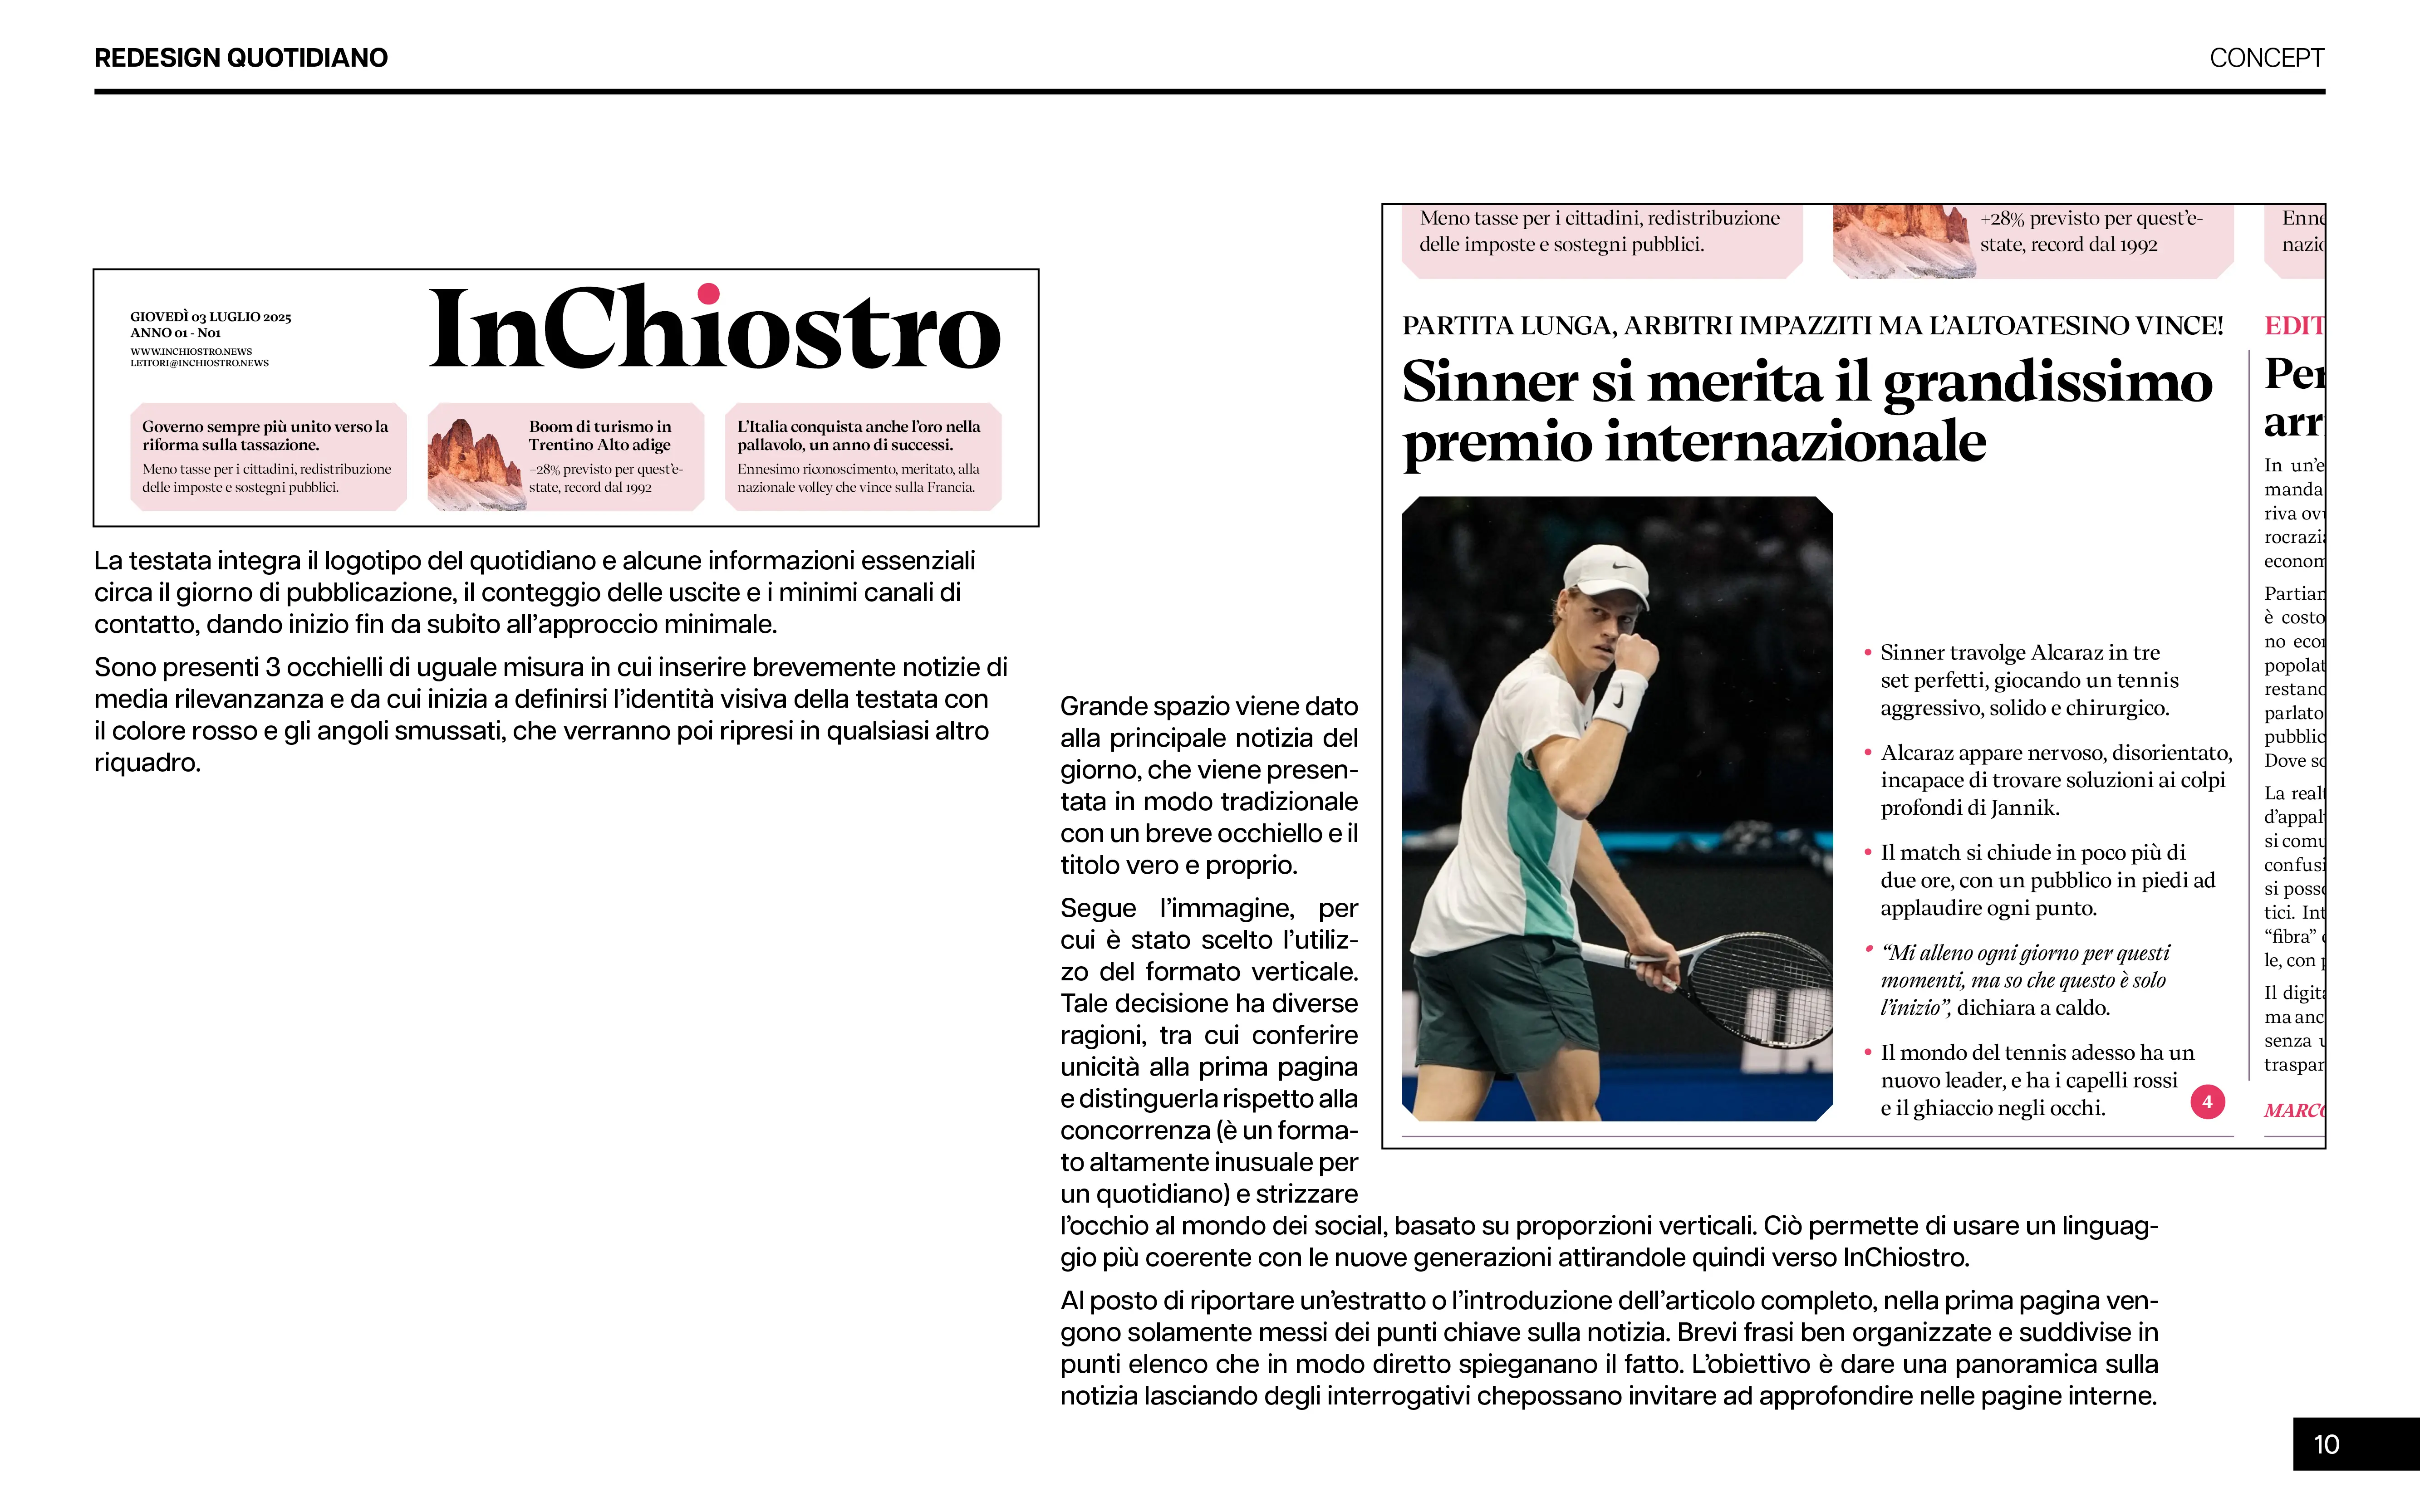 REDESIGN QUOTIDIANO
CONCEPT
GIOVEDÌ 03 LUGLIO 2025
ANNO 01 - N01
WWW.INCHIOSTRO.NEWS
LETTORI@INCHIOSTRO.NEWS
InChiostro
Governo sempre più unito verso la
riforma sulla tassazione.
Meno tasse per i cittadini, redistribuzione
delle imposte e sostegni pubblici.
Boom di turismo in
Trentino Alto adige
+28% previsto per quest'e-
state, record dal 1992
L'Italia conquista anche l'oro nella
pallavolo, un anno di successi.
Ennesimo riconoscimento, meritato, alla
nazionale volley che vince sulla Francia.
La testata integra il logotipo del quotidiano e alcune informazioni essenziali
circa il giorno di pubblicazione, il conteggio delle uscite e i minimi canali di
contatto, dando inizio fin da subito all'approccio minimale.
Sono presenti 3 occhielli di uguale misura in cui inserire brevemente notizie di
media rilevanzanza e da cui inizia a definirsi l'identità visiva della testata con
il colore rosso e gli angoli smussati, che verranno poi ripresi in qualsiasi altro
riquadro.
Grande spazio viene dato
alla principale notizia del
giorno, che viene presen-
tata in modo tradizionale
con un breve occhiello e il
titolo vero e proprio.
Segue l'immagine, per
cui è stato scelto l'utiliz-
zo del formato verticale.
Tale decisione ha diverse
ragioni, tra cui conferire
unicità alla prima pagina
e distinguerla rispetto alla
concorrenza (è un forma-
to altamente inusuale per
un quotidiano) e strizzare
l'occhio al mondo dei social, basato su proporzioni verticali. Ciò permette di usare un linguag-
gio più coerente con le nuove generazioni attirandole quindi verso InChiostro.
Al posto di riportare un'estratto o l'introduzione dell'articolo completo, nella prima pagina ven-
gono solamente messi dei punti chiave sulla notizia. Brevi frasi ben organizzate e suddivise in
punti elenco che in modo diretto spieganano il fatto. L'obiettivo è dare una panoramica sulla
notizia lasciando degli interrogativi chepossano invitare ad approfondire nelle pagine interne.
Meno tasse per i cittadini, redistribuzione
delle imposte e sostegni pubblici.
+28% previsto per quest'e-
state, record dal 1992
Enne
nazio
PARTITA LUNGA, ARBITRI IMPAZZITI MA L'ALTOATESINO VINCE!
Sinner si merita il grandissimo
premio internazionale
• Sinner travolge Alcaraz in tre
set perfetti, giocando un tennis
aggressivo, solido e chirurgico.
• Alcaraz appare nervoso, disorientato,
incapace di trovare soluzioni ai colpi
profondi di Jannik.
• Il match si chiude in poco più di
due ore, con un pubblico in piedi ad
applaudire ogni punto.
• "Mi alleno ogni giorno per questi
momenti, ma so che questo è solo
l'inizio", dichiara a caldo.
• Il mondo del tennis adesso ha un
nuovo leader, e ha i capelli rossi
e il ghiaccio negli occhi.
4
EDIT
Per
arr
In un'e
manda
riva ov
rocrazi
econom
Partiam
è costo
no eco
popolat
restano
parlato
pubblic
Dove so
La real
d'appal
si comu
confusi
si posso
tici. Int
"fibra"
le, con
Il digit
ma anc
senza
traspar
MARCO
10